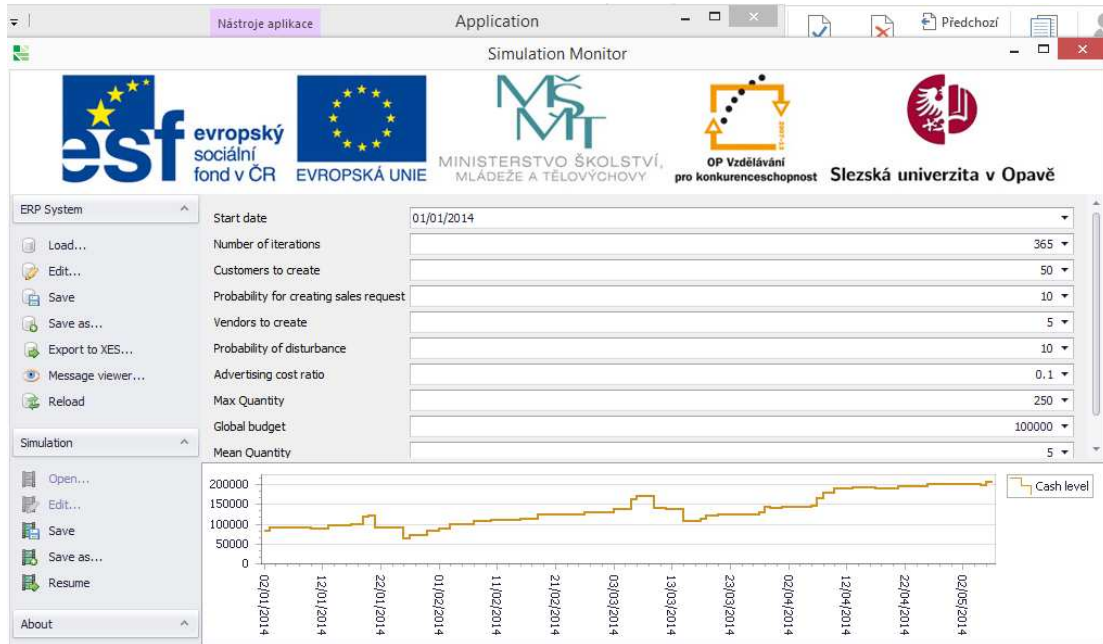 Nástroje aplikace
Application
Předchozí
Simulation Monitor
esf evropský
sociální
fond v ČR
EVROPSKÁ UNIE
MŠMT
MINISTERSTVO ŠKOLSTVÍ,
MLÁDEŽE A TĚLOVÝCHOVY
2007-13
OP Vzdělávání
pro konkurenceschopnost
Slezská univerzita v Opavě
ERP System
Load...
Edit...
Save
Save as...
Export to XES...
Message viewer...
Reload
Simulation
Open...
Edit...
Save
Save as...
Resume
About
Start date 01/01/2014
Number of iterations 365
Customers to create 50
Probability for creating sales request 10
Vendors to create 5
Probability of disturbance 10
Advertising cost ratio 0.1
Max Quantity 250
Global budget 100000
Mean Quantity 5
200000
150000
100000
50000
0
02/01/2014
12/01/2014
22/01/2014
01/02/2014
11/02/2014
21/02/2014
03/03/2014
13/03/2014
23/03/2014
02/04/2014
12/04/2014
22/04/2014
02/05/2014
Cash level